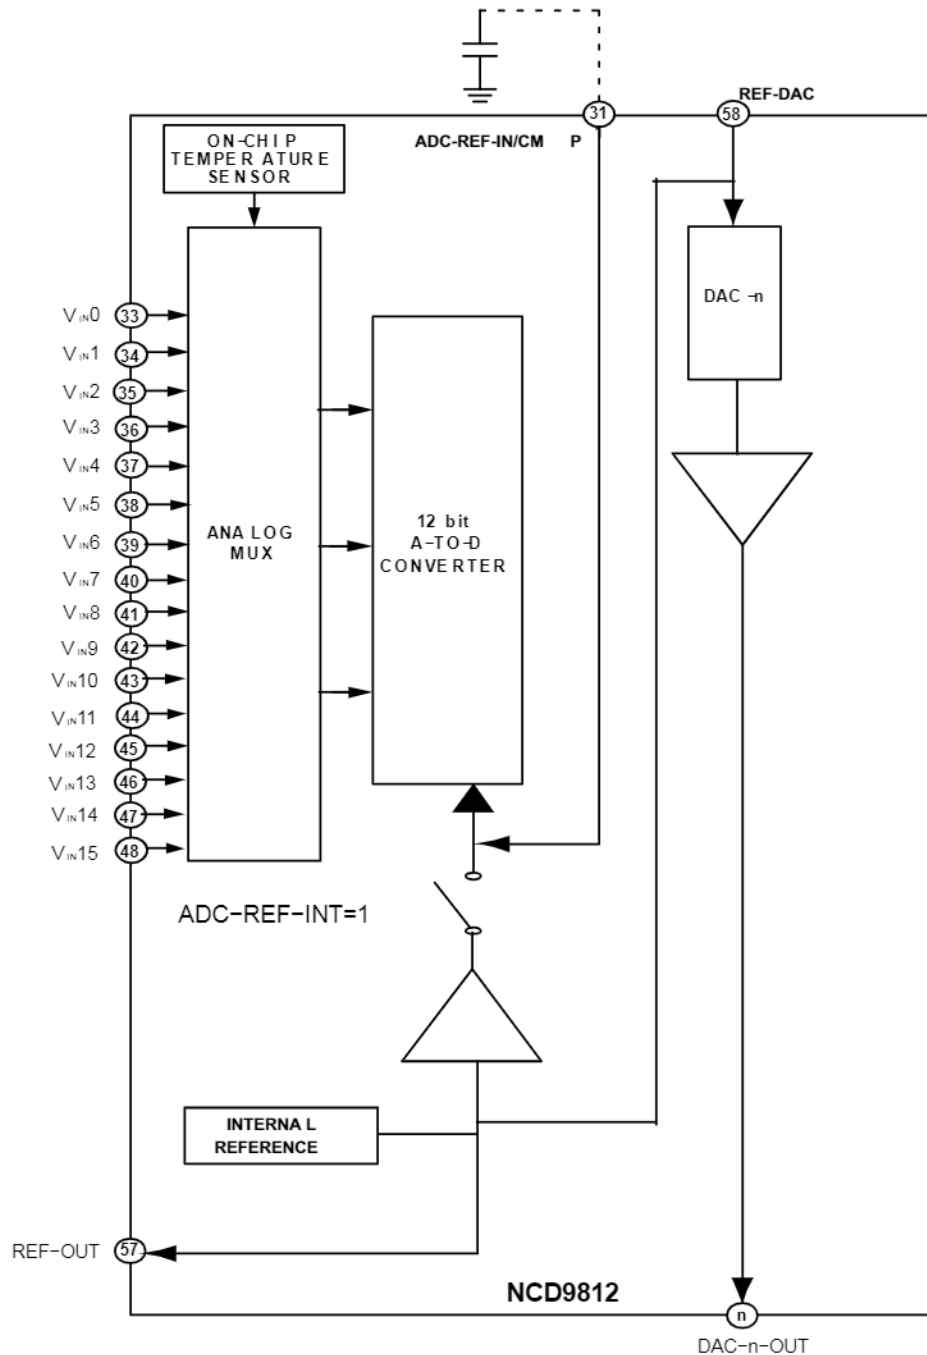 REF-DAC
31
58
ADC-REF-IN/CM P
ON-CHIP
TEMPERATURE
SENSOR
DAC -n
VIN0 33
VIN1 34
VIN2 35
VIN3 36
VIN4 37
VIN5 38
VIN6 39
VIN7 40
VIN8 41
VIN9 42
VIN10 43
VIN11 44
VIN12 45
VIN13 46
VIN14 47
VIN15 48
ANALOG
MUX
12 bit
A-TO-D
CONVERTER
ADC-REF-INT=1
INTERNAL
REFERENCE
REF-OUT 57
NCD9812
n
DAC-n-OUT